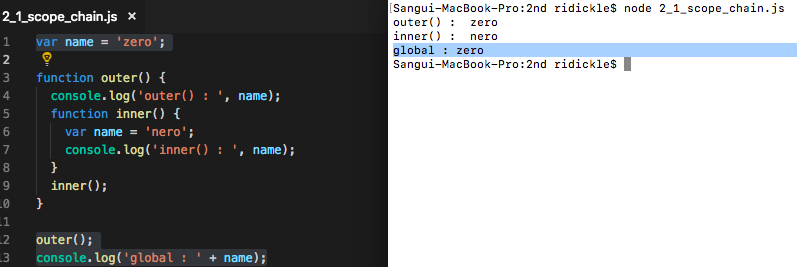 2_1_scope_chain.js ×
1 var name = 'zero';
2
3 function outer() {
4 console.log('outer() : ', name);
5 function inner() {
6 var name = 'nero';
7 console.log('inner() : ', name);
8 }
9 inner();
10 }
11
12 outer();
13 console.log('global : ' + name);
[Sangui-MacBook-Pro:2nd ridickle$ node 2_1_scope_chain.js
outer() :  zero
inner() :  nero
global : zero
Sangui-MacBook-Pro:2nd ridickle$